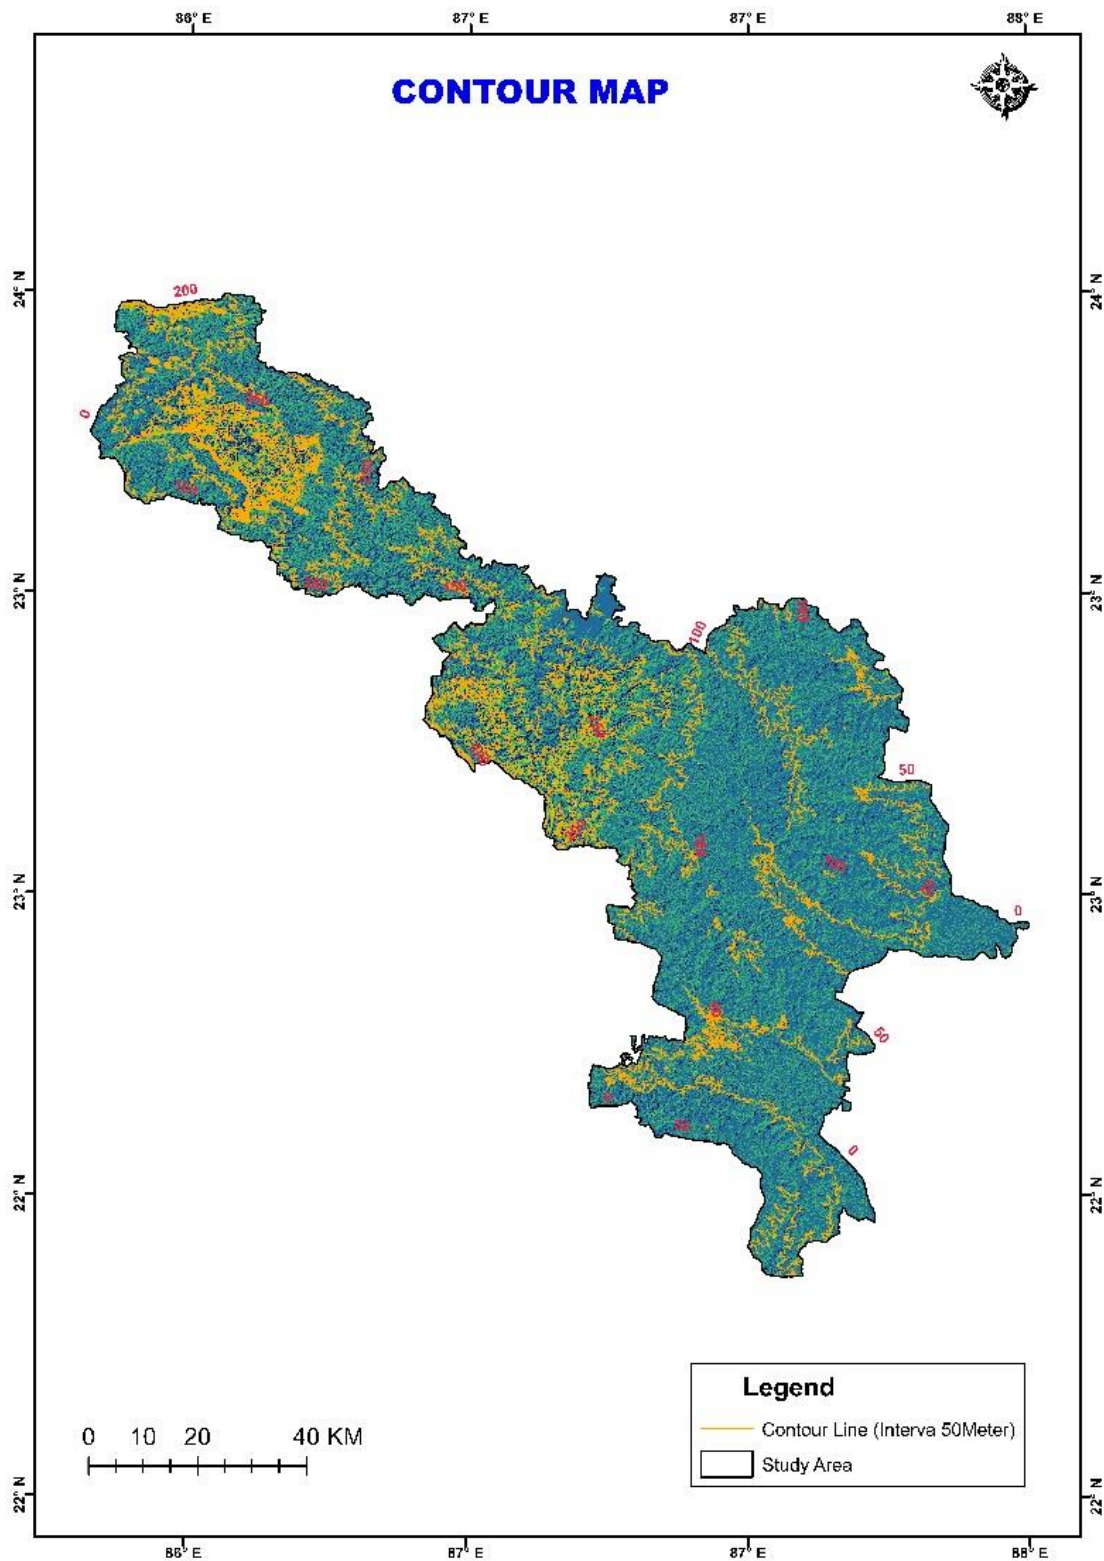 86° E 87° E 87° E 88° E
CONTOUR MAP
24° N 24° N
200
0
23° N 23° N
100
50
23° N 23° N
0
50
0
22° N 22° N
Legend
Contour Line (Interva 50Meter)
Study Area
0 10 20 40 KM
22° N 22° N
86° E 87° E 87° E 88° E